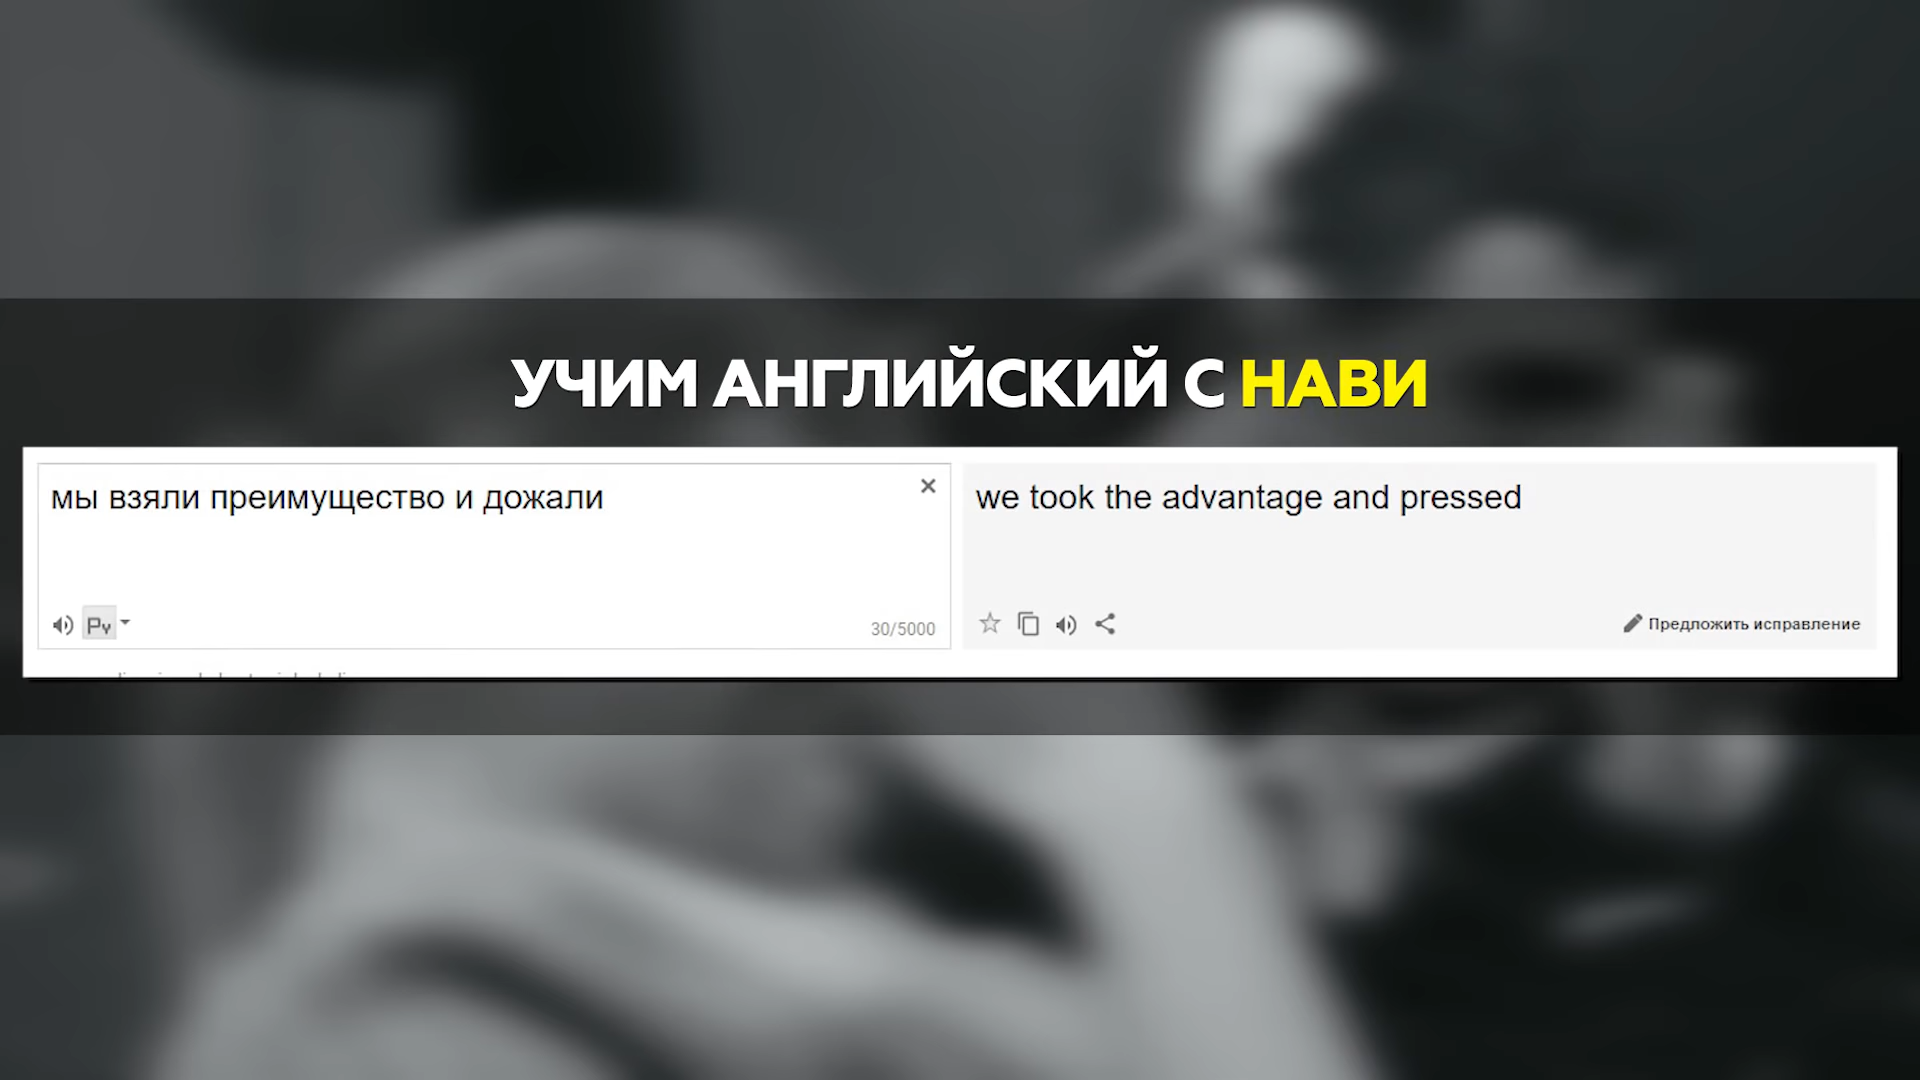 УЧИМ АНГЛИЙСКИЙ С НАВИ
мы взяли преимущество и дожали
we took the advantage and pressed
Ру
30/5000
Предложить исправление